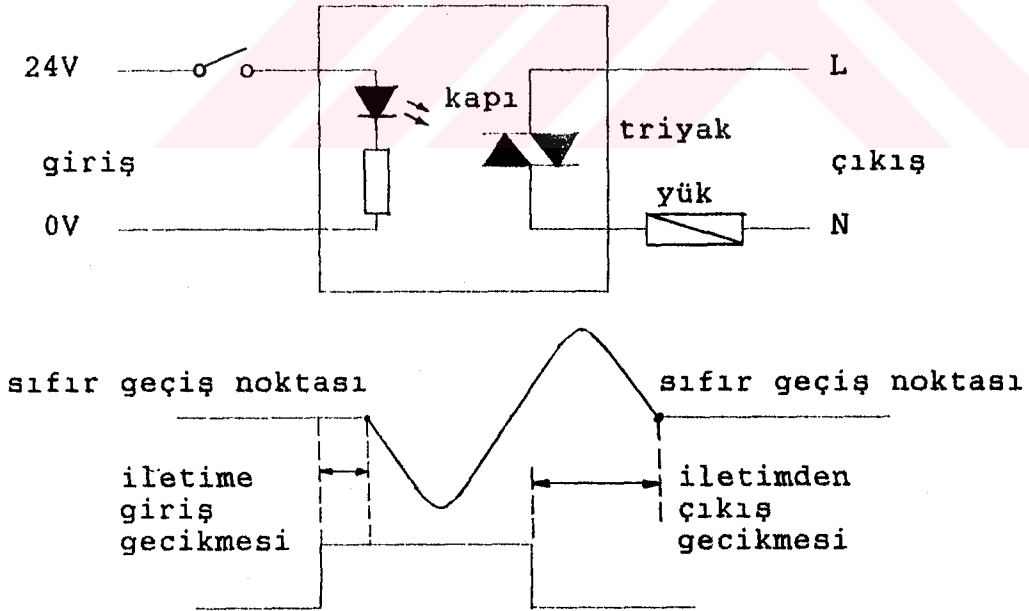 24V
L
kapı
triyak
giriş
çıkış
yük
0V
N
sıfır geçiş noktası
sıfır geçiş noktası
iletime
giriş
gecikmesi
iletimden
çıkış
gecikmesi